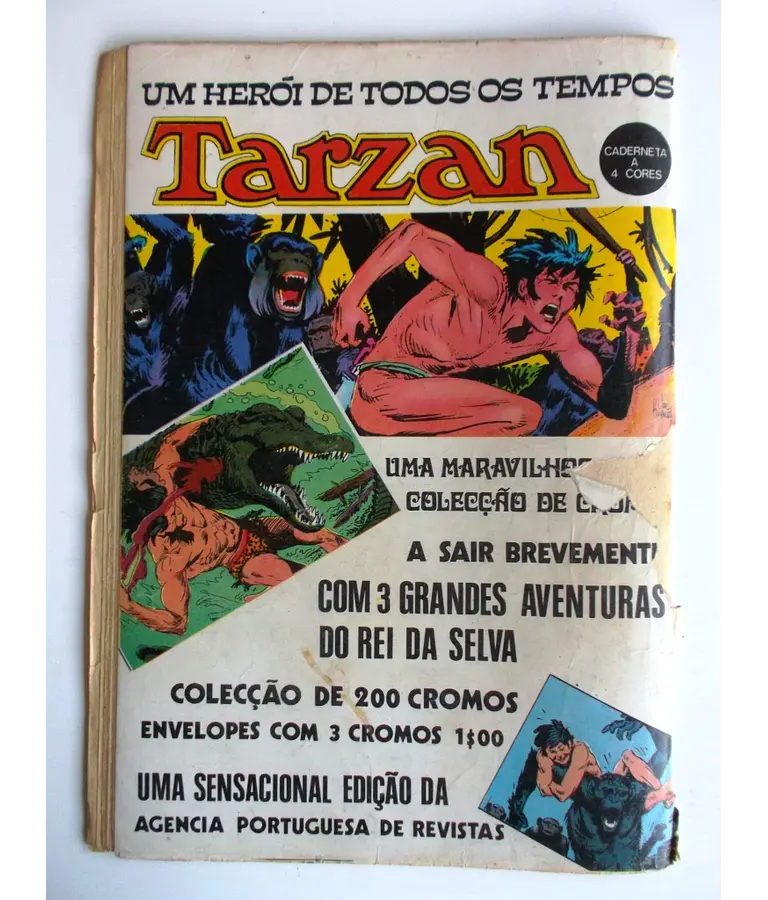 UM HERÓI DE TODOS OS TEMPOS
Tarzan
CADERNETA
A
4 CORES
UMA
COLECÇÃO DE
A SAIR
COM 3 GRANDES AVENTURAS
DO REI DA SELVA
COLECÇÃO DE 200 CROMOS
ENVELOPES COM 3 CROMOS 1$00
UMA SENSACIONAL EDIÇÃO DA
AGENCIA PORTUGUESA DE REVISTAS